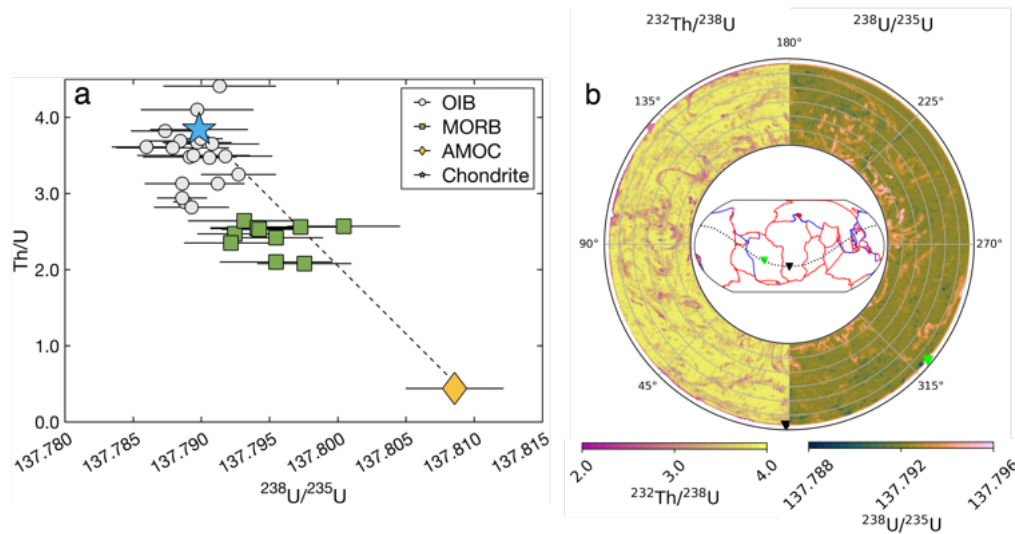 a
Th/U
4.0
3.0
2.0
1.0
0.0
OIB
MORB
AMOC
Chondrite
137.780
137.785
137.790
137.795
137.800
137.805
137.810
137.815
²³⁸U/²³⁵U
b
²³²Th/²³⁸U
²³⁸U/²³⁵U
180°
135°
225°
90°
270°
45°
315°
2.0
3.0
4.0
²³²Th/²³⁸U
137.788
137.792
137.796
²³⁸U/²³⁵U